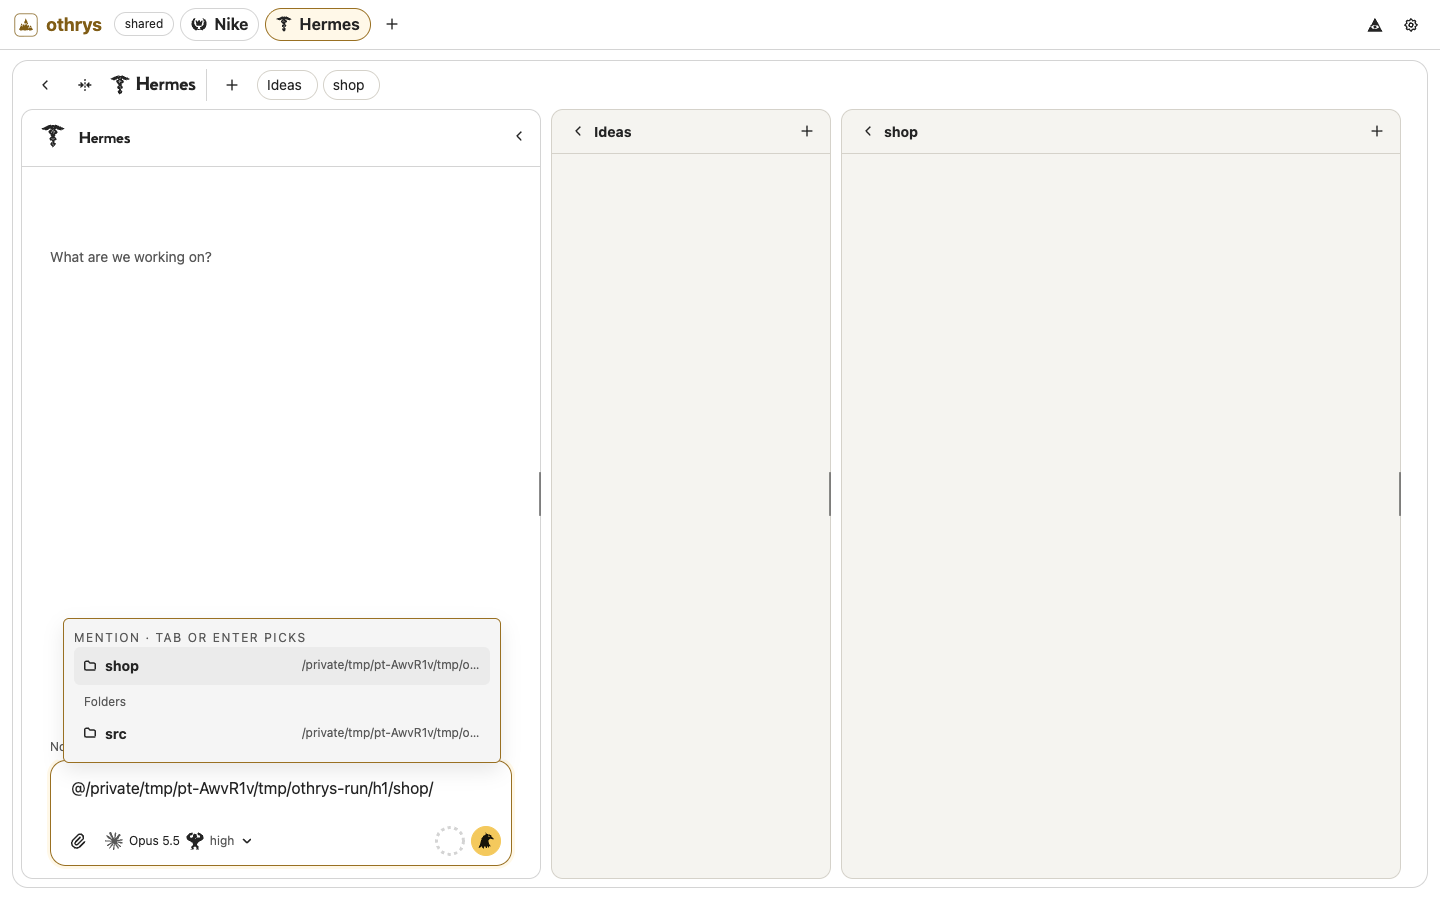 othrys shared Nike Hermes
Hermes Ideas shop
Hermes
Ideas
shop
What are we working on?
MENTION · TAB OR ENTER PICKS
shop /private/tmp/pt-AwvR1v/tmp/o...
Folders
src /private/tmp/pt-AwvR1v/tmp/o...
@/private/tmp/pt-AwvR1v/tmp/othrys-run/h1/shop/
Opus 5.5 high